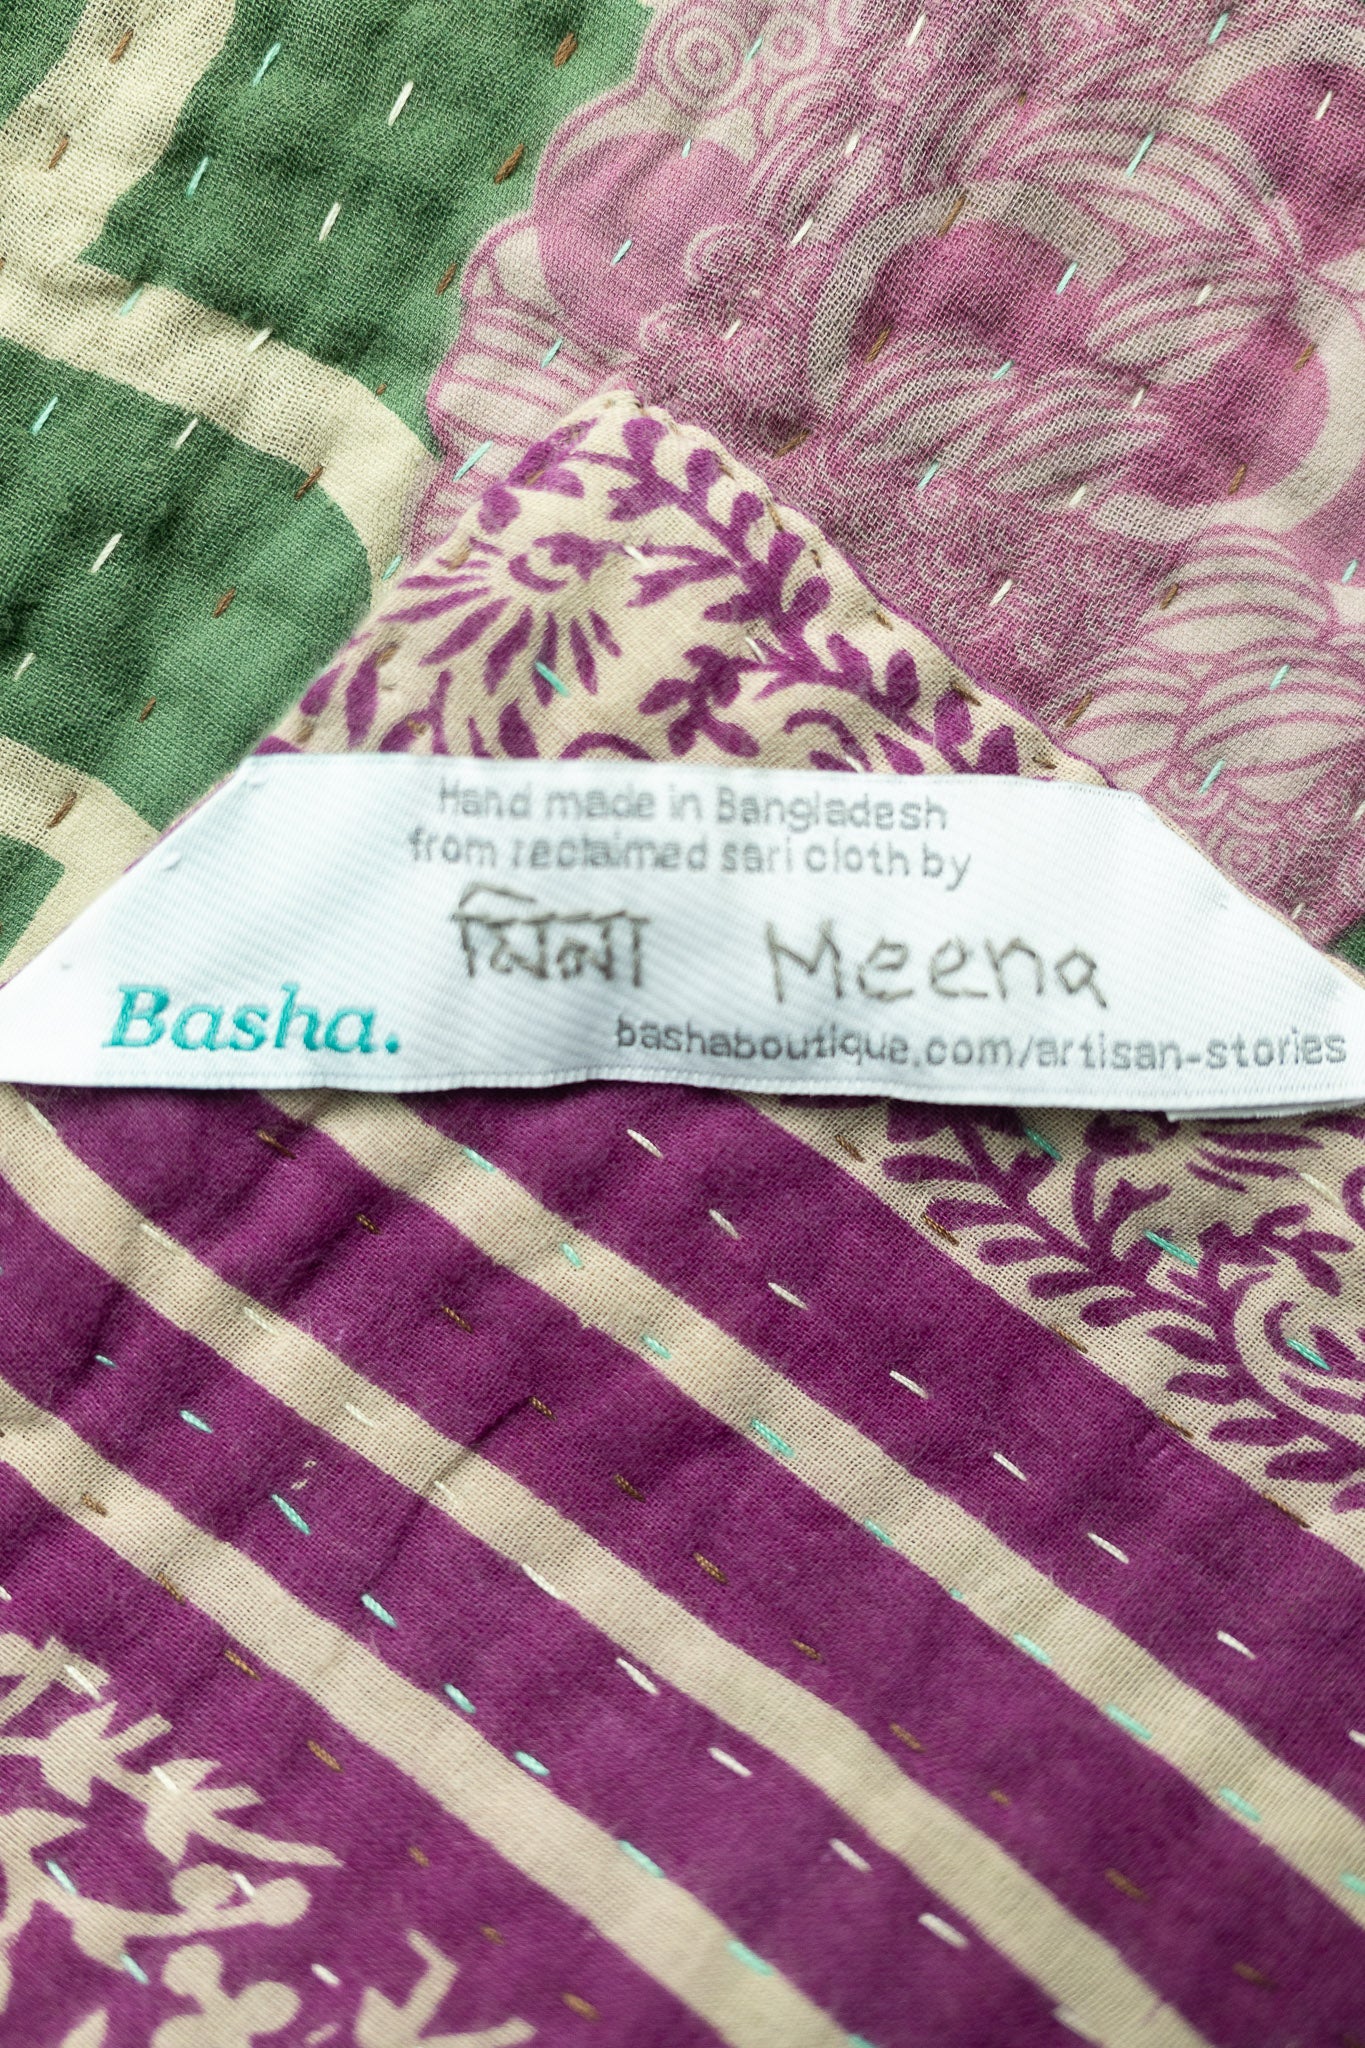 Hand made in Bangladesh
from reclaimed sari cloth by
মিনা Meena
Basha.
bashaboutique.com/artisan-stories